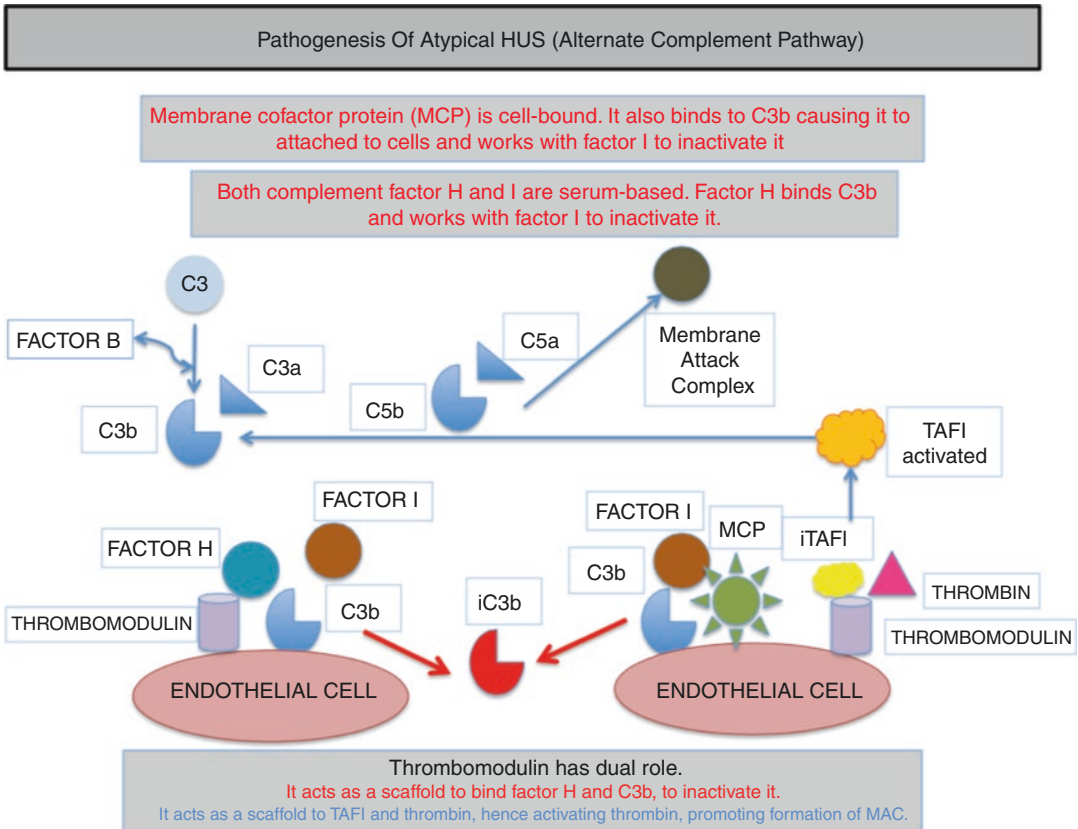 Pathogenesis Of Atypical HUS (Alternate Complement Pathway)
Membrane cofactor protein (MCP) is cell-bound. It also binds to C3b causing it to
attached to cells and works with factor I to inactivate it
Both complement factor H and I are serum-based. Factor H binds C3b
and works with factor I to inactivate it.
C3
FACTOR B
C3a
C3b
C5a
C5b
Membrane
Attack
Complex
TAFI
activated
FACTOR I
FACTOR H
C3b
THROMBOMODULIN
ENDOTHELIAL CELL
iC3b
FACTOR I
MCP
iTAFI
C3b
THROMBIN
THROMBOMODULIN
ENDOTHELIAL CELL
Thrombomodulin has dual role.
It acts as a scaffold to bind factor H and C3b, to inactivate it.
It acts as a scaffold to TAFI and thrombin, hence activating thrombin, promoting formation of MAC.